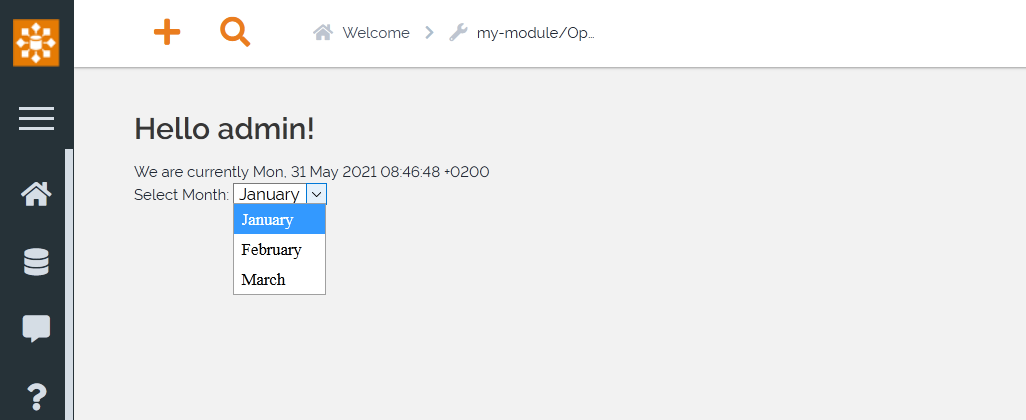 Welcome my-module/Op...
Hello admin!
We are currently Mon, 31 May 2021 08:46:48 +0200
Select Month: January
January
February
March